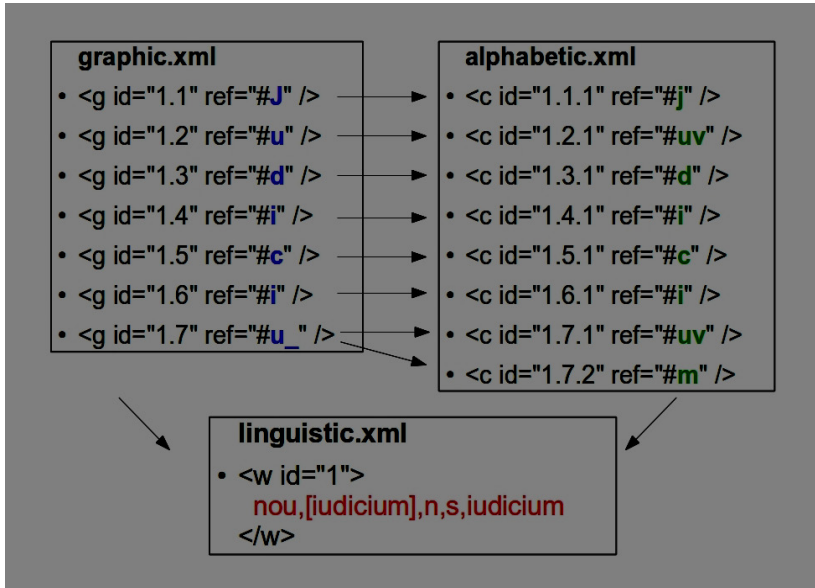 graphic.xml
• <g id="1.1" ref="#J" />
• <g id="1.2" ref="#u" />
• <g id="1.3" ref="#d" />
• <g id="1.4" ref="#i" />
• <g id="1.5" ref="#c" />
• <g id="1.6" ref="#i" />
• <g id="1.7" ref="#u_" />
alphabetic.xml
• <c id="1.1.1" ref="#j" />
• <c id="1.2.1" ref="#uv" />
• <c id="1.3.1" ref="#d" />
• <c id="1.4.1" ref="#i" />
• <c id="1.5.1" ref="#c" />
• <c id="1.6.1" ref="#i" />
• <c id="1.7.1" ref="#uv" />
• <c id="1.7.2" ref="#m" />
linguistic.xml
• <w id="1">
nou,[iudicium],n,s,iudicium
</w>